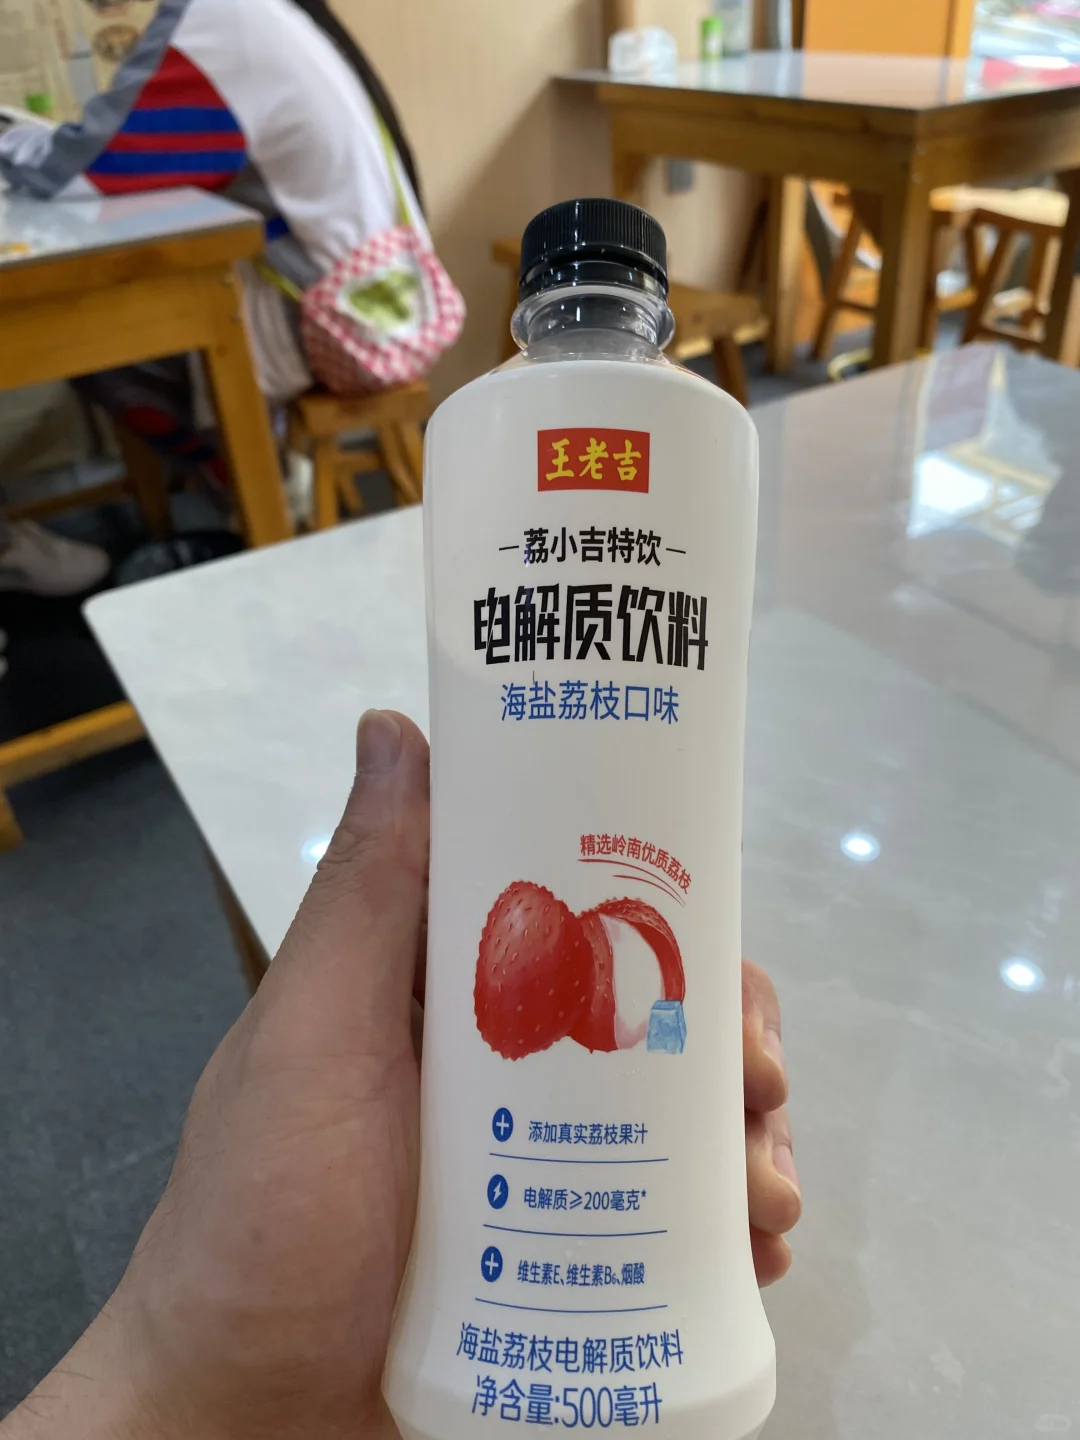 王老吉
荔小吉特饮
电解质饮料
海盐荔枝口味
精选岭南优质荔枝
添加真实荔枝果汁
电解质≥200毫克*
维生素E、维生素B₆、烟酸
海盐荔枝电解质饮料
净含量:500毫升